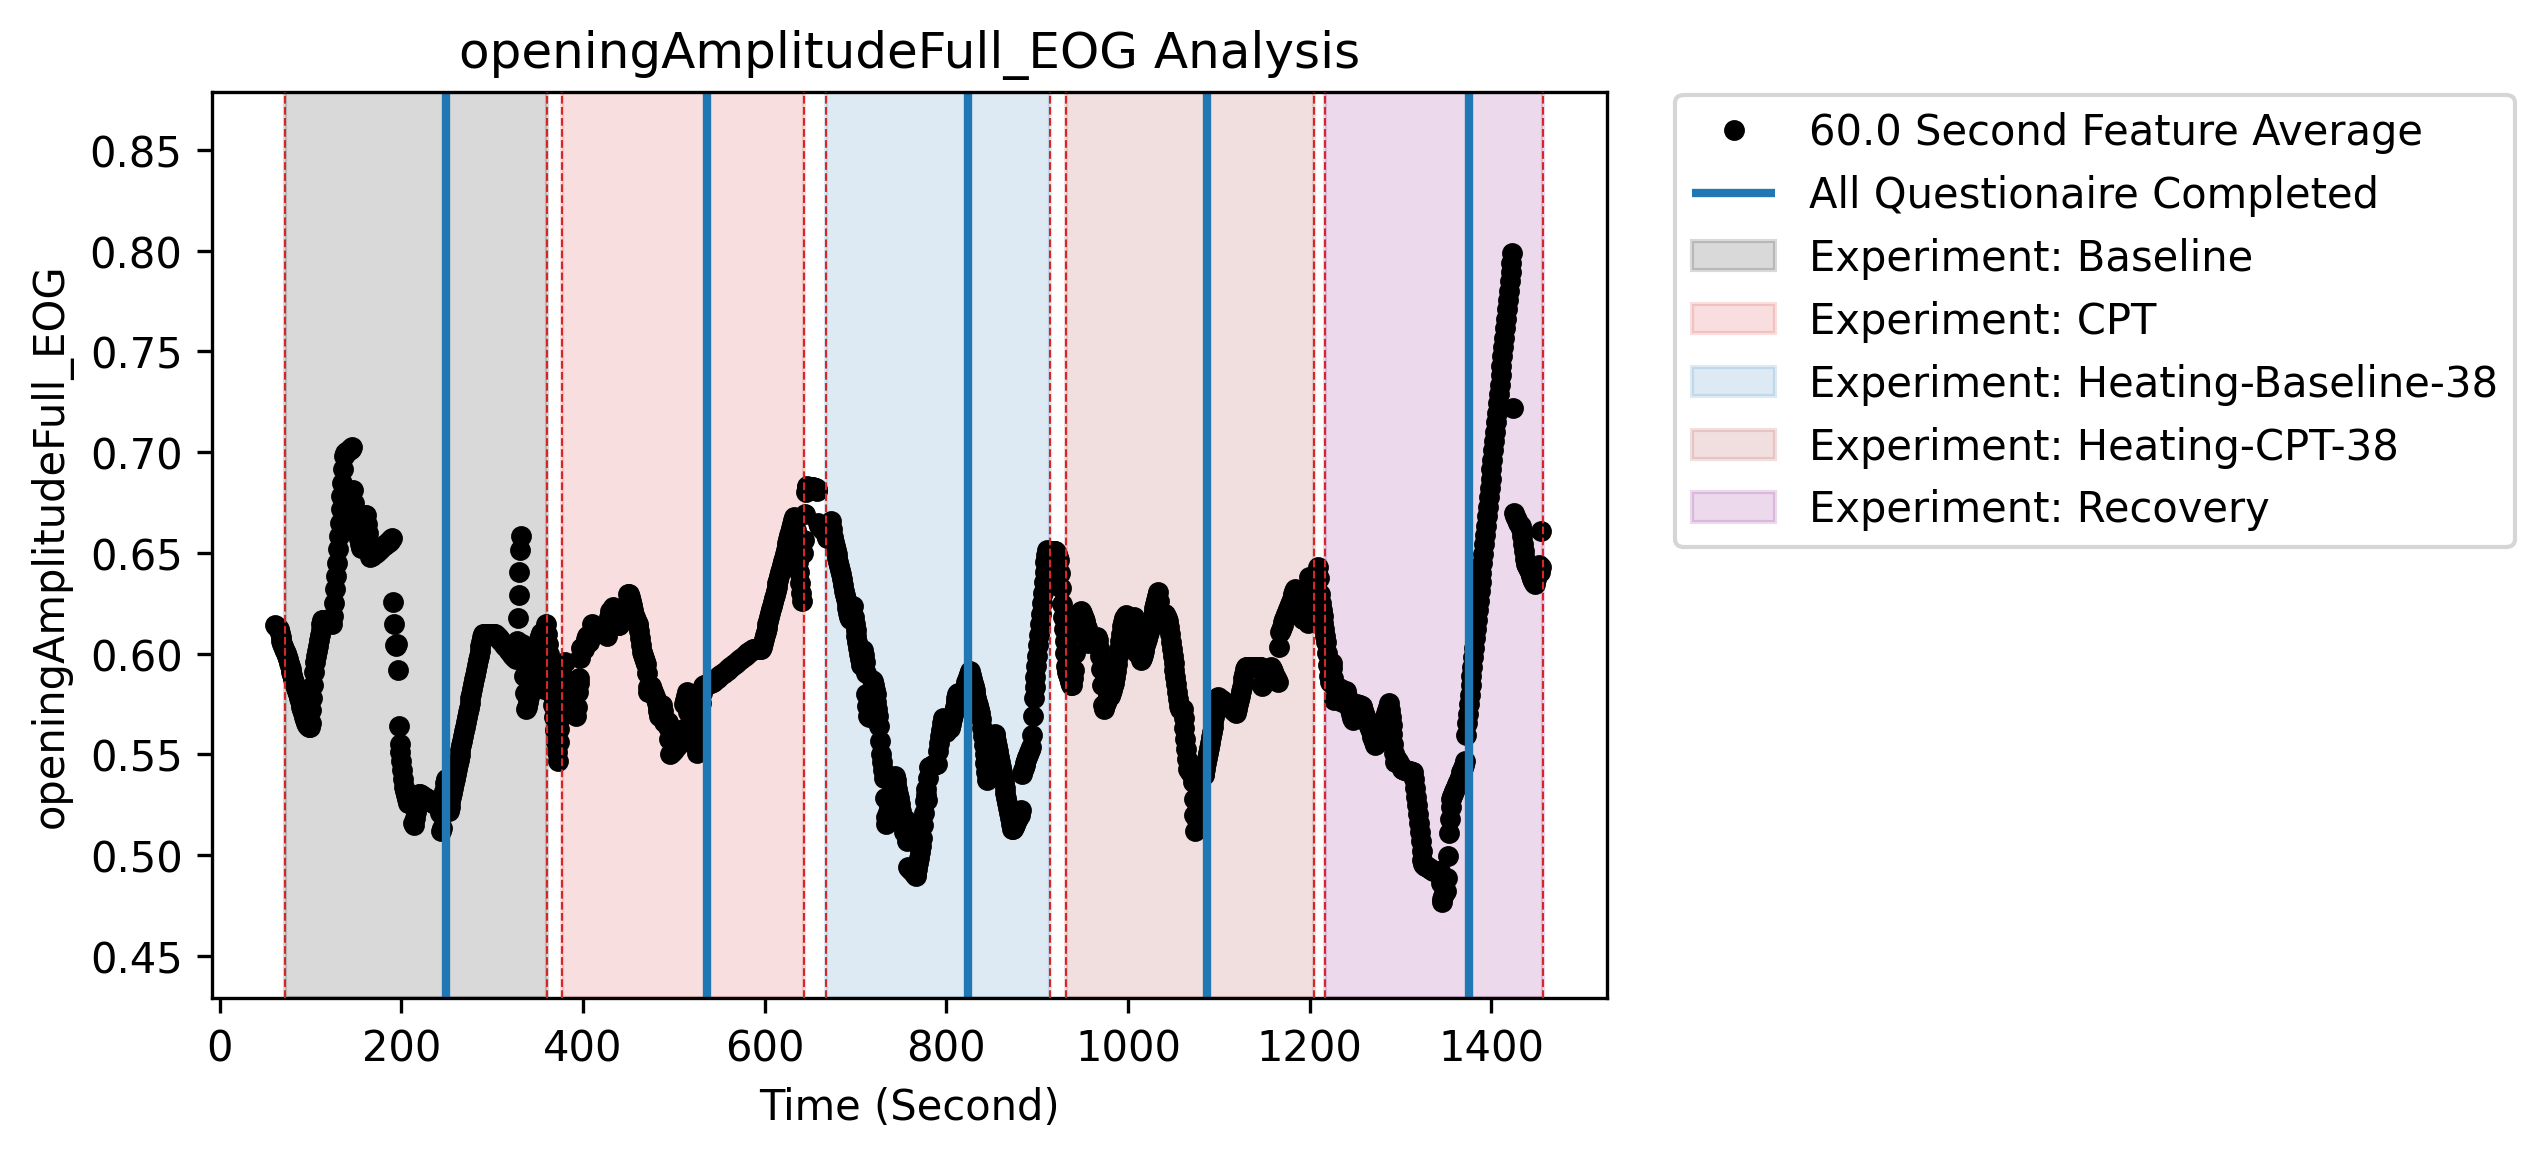 openingAmplitudeFull_EOG Analysis
openingAmplitudeFull_EOG
0.85
0.80
0.75
0.70
0.65
0.60
0.55
0.50
0.45
0 200 400 600 800 1000 1200 1400
Time (Second)
60.0 Second Feature Average
All Questionaire Completed
Experiment: Baseline
Experiment: CPT
Experiment: Heating-Baseline-38
Experiment: Heating-CPT-38
Experiment: Recovery